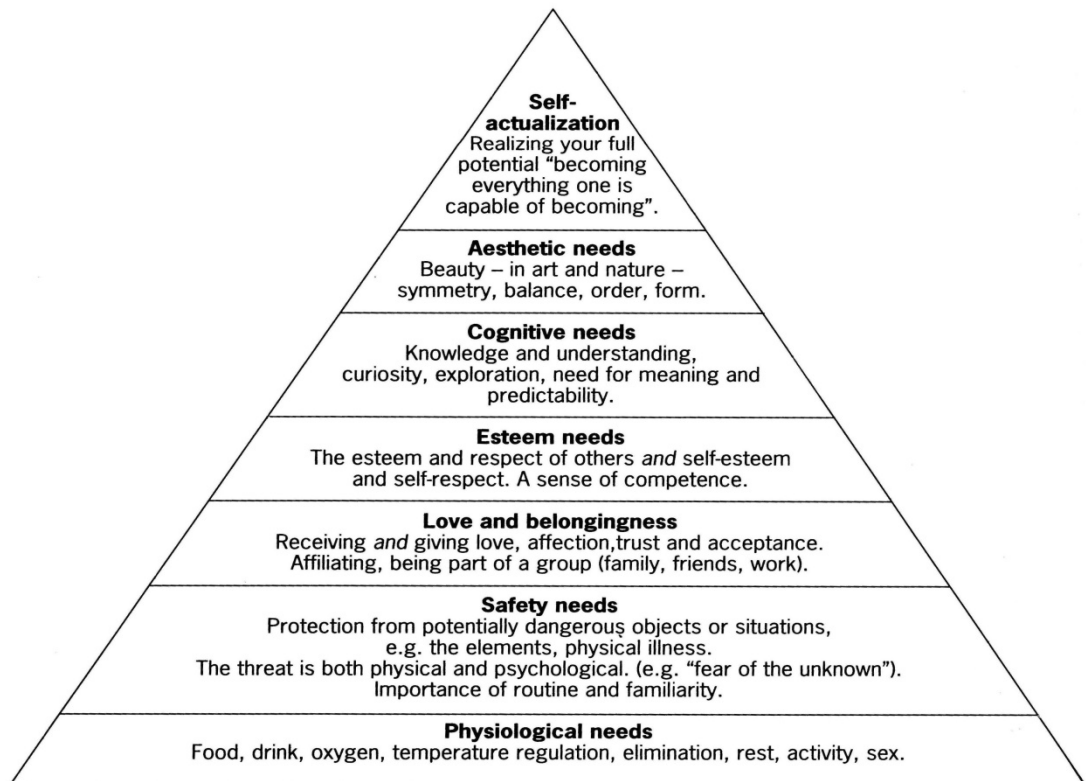 Self-
actualization
Realizing your full
potential “becoming
everything one is
capable of becoming”.
Aesthetic needs
Beauty – in art and nature –
symmetry, balance, order, form.
Cognitive needs
Knowledge and understanding,
curiosity, exploration, need for meaning and
predictability.
Esteem needs
The esteem and respect of others and self-esteem
and self-respect. A sense of competence.
Love and belongingness
Receiving and giving love, affection,trust and acceptance.
Affiliating, being part of a group (family, friends, work).
Safety needs
Protection from potentially dangerous objects or situations,
e.g. the elements, physical illness.
The threat is both physical and psychological. (e.g. “fear of the unknown”).
Importance of routine and familiarity.
Physiological needs
Food, drink, oxygen, temperature regulation, elimination, rest, activity, sex.